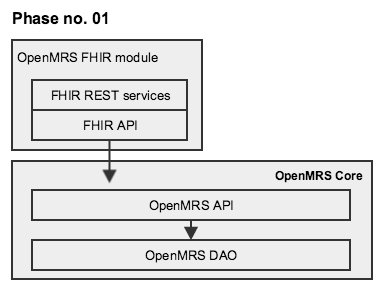 Phase no. 01
OpenMRS FHIR module
FHIR REST services
FHIR API
OpenMRS Core
OpenMRS API
OpenMRS DAO